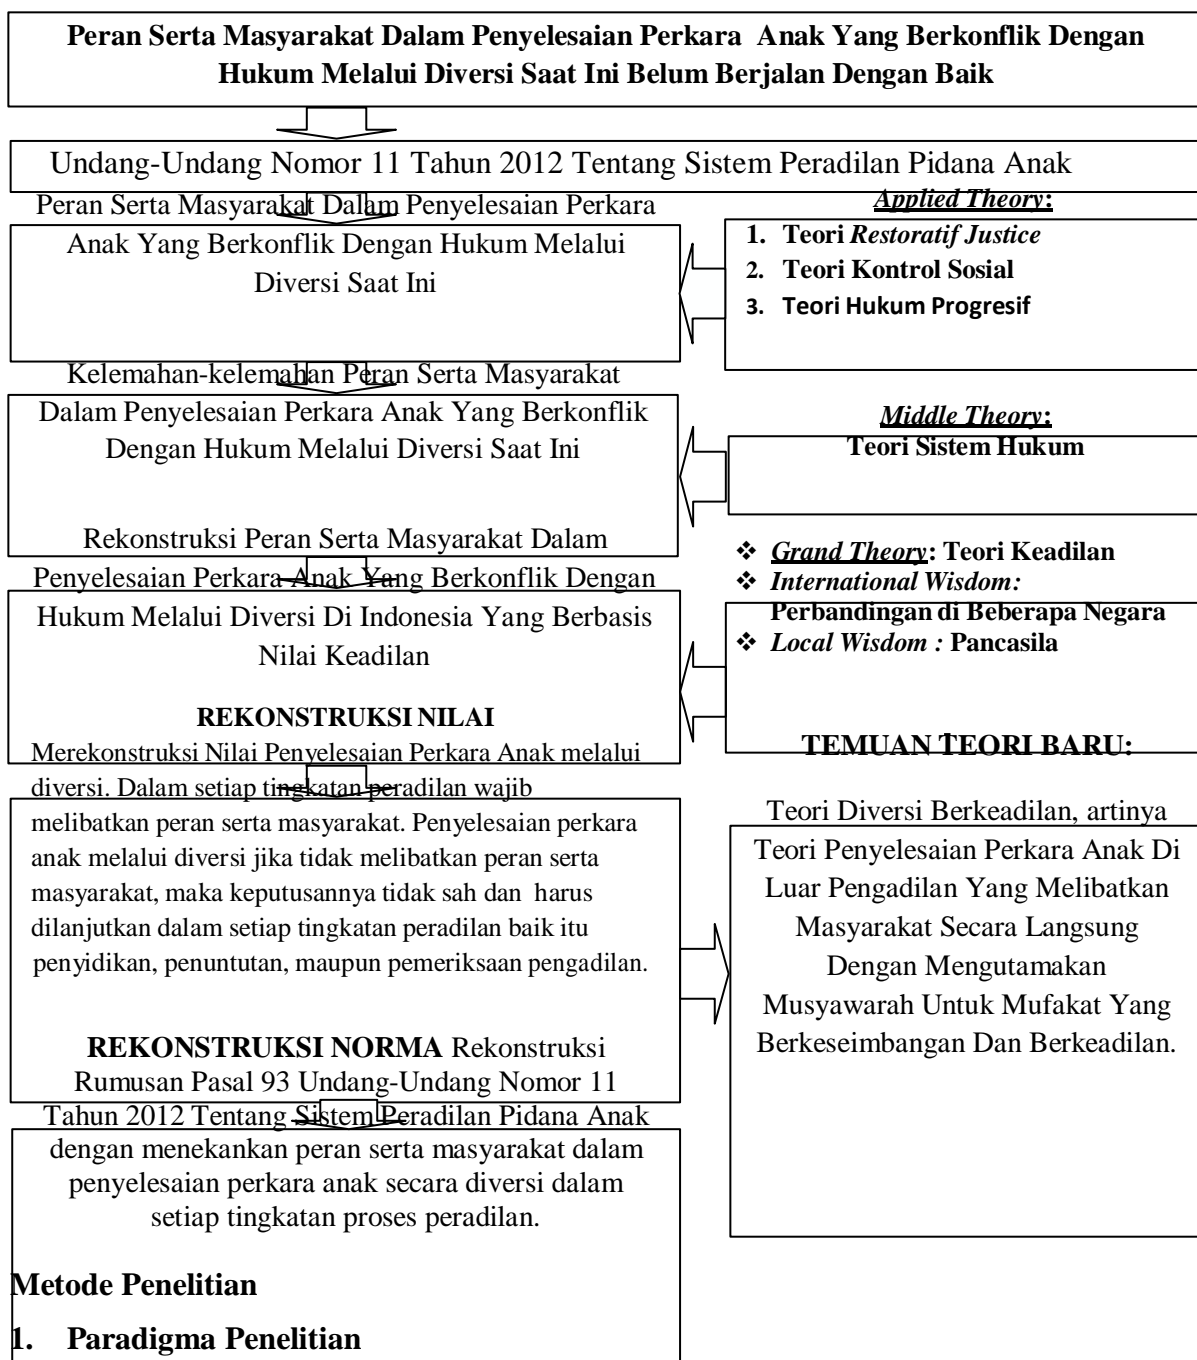 Peran Serta Masyarakat Dalam Penyelesaian Perkara Anak Yang Berkonflik Dengan
Hukum Melalui Diversi Saat Ini Belum Berjalan Dengan Baik
Undang-Undang Nomor 11 Tahun 2012 Tentang Sistem Peradilan Pidana Anak
Peran Serta Masyarakat Dalam Penyelesaian Perkara
Anak Yang Berkonflik Dengan Hukum Melalui
Diversi Saat Ini
Applied Theory:
1. Teori Restoratif Justice
2. Teori Kontrol Sosial
3. Teori Hukum Progresif
Kelemahan-kelemahan Peran Serta Masyarakat
Dalam Penyelesaian Perkara Anak Yang Berkonflik
Dengan Hukum Melalui Diversi Saat Ini
Middle Theory:
Teori Sistem Hukum
Rekonstruksi Peran Serta Masyarakat Dalam
Penyelesaian Perkara Anak Yang Berkonflik Dengan
Hukum Melalui Diversi Di Indonesia Yang Berbasis
Nilai Keadilan
❖ Grand Theory: Teori Keadilan
❖ International Wisdom:
Perbandingan di Beberapa Negara
❖ Local Wisdom : Pancasila
REKONSTRUKSI NILAI
Merekonstruksi Nilai Penyelesaian Perkara Anak melalui
diversi. Dalam setiap tingkatan peradilan wajib
melibatkan peran serta masyarakat. Penyelesaian perkara
anak melalui diversi jika tidak melibatkan peran serta
masyarakat, maka keputusannya tidak sah dan harus
dilanjutkan dalam setiap tingkatan peradilan baik itu
penyidikan, penuntutan, maupun pemeriksaan pengadilan.
TEMUAN TEORI BARU:
Teori Diversi Berkeadilan, artinya
Teori Penyelesaian Perkara Anak Di
Luar Pengadilan Yang Melibatkan
Masyarakat Secara Langsung
Dengan Mengutamakan
Musyawarah Untuk Mufakat Yang
Berkeseimbangan Dan Berkeadilan.
REKONSTRUKSI NORMA Rekonstruksi
Rumusan Pasal 93 Undang-Undang Nomor 11
Tahun 2012 Tentang Sistem Peradilan Pidana Anak
dengan menekankan peran serta masyarakat dalam
penyelesaian perkara anak secara diversi dalam
setiap tingkatan proses peradilan.
Metode Penelitian
1. Paradigma Penelitian